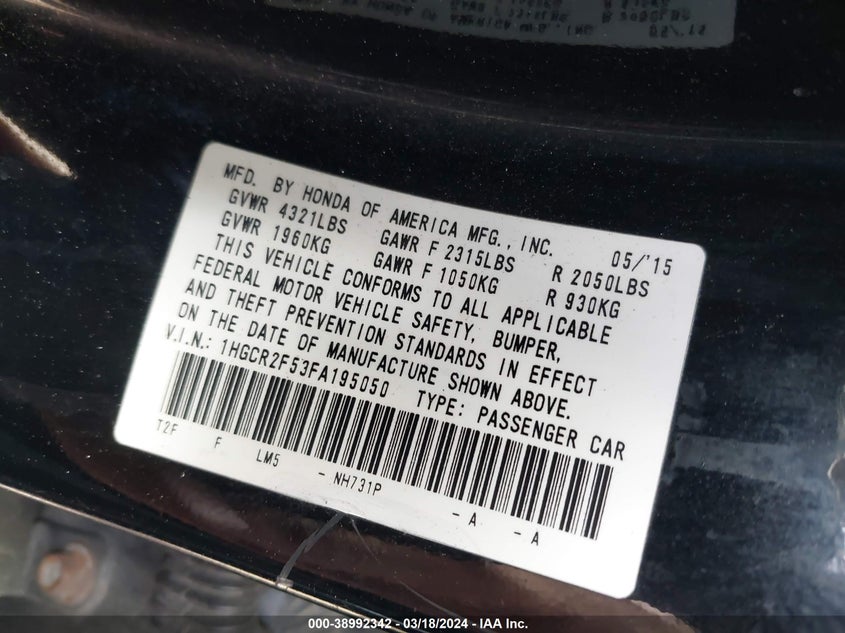 MFD. BY HONDA OF AMERICA MFG., INC. 05/'15
GVWR 4321LBS GAWR F 2315LBS R 2050LBS
GVWR 1960KG GAWR F 1050KG R 930KG
THIS VEHICLE CONFORMS TO ALL APPLICABLE
FEDERAL MOTOR VEHICLE SAFETY, BUMPER,
AND THEFT PREVENTION STANDARDS IN EFFECT
ON THE DATE OF MANUFACTURE SHOWN ABOVE.
V.I.N.: 1HGCR2F53FA195050 TYPE: PASSENGER CAR
T2F F LM5 - NH731P - A - A
000-38992342 - 03/18/2024 - IAA Inc.